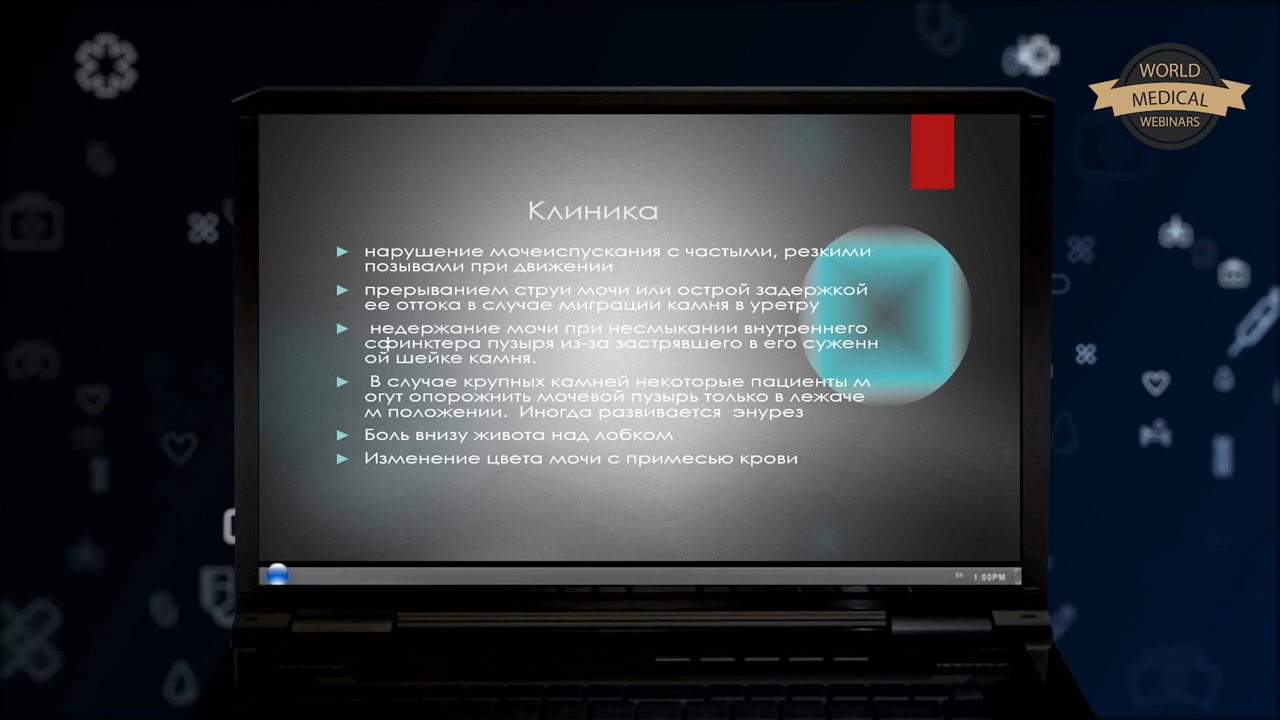 WORLD
MEDICAL
WEBINARS
Клиника
нарушение мочеиспускания с частыми, резкими
позывами при движении
прерыванием струи мочи или острой задержкой
ее оттока в случае миграции камня в уретру
недержание мочи при несмыкании внутреннего
сфинктера пузыря из-за застрявшего в его суженн
ой шейке камня.
В случае крупных камней некоторые пациенты м
огут опорожнить мочевой пузырь только в лежаче
м положении. Иногда развивается энурез
Боль внизу живота над лобком
Изменение цвета мочи с примесью крови
EN 1:00PM